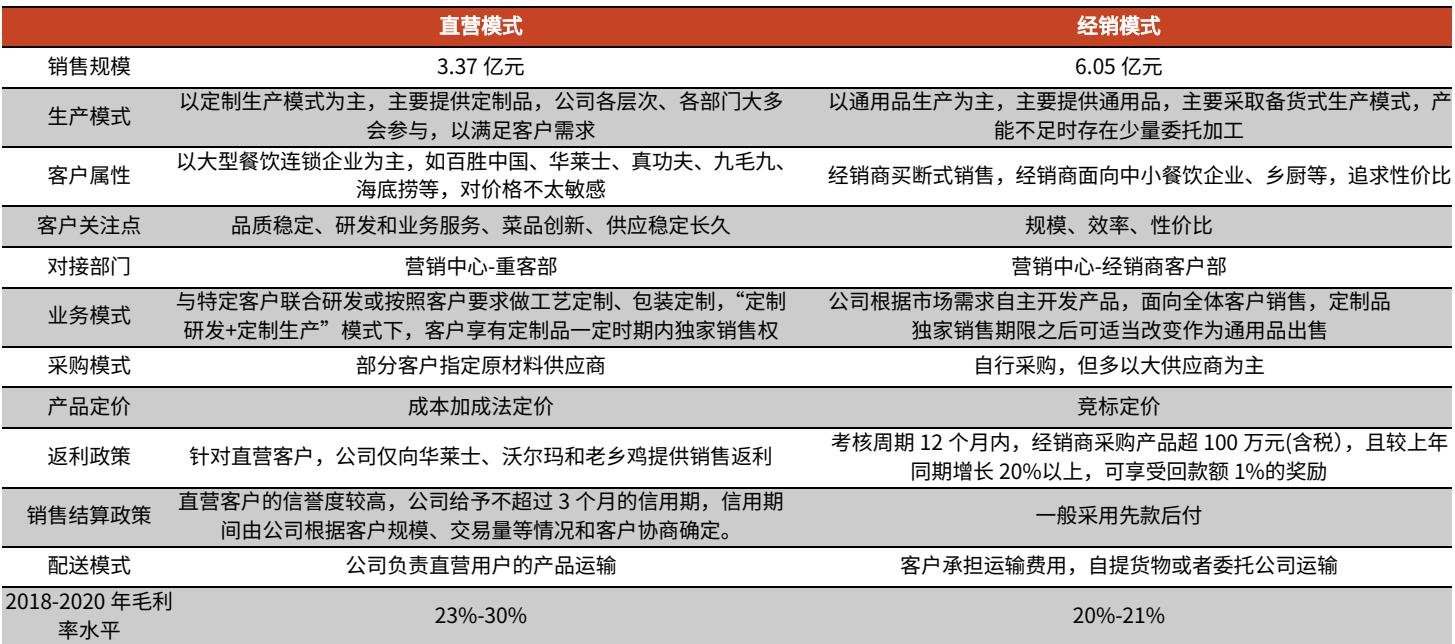 直营模式 经销模式
销售规模 3.37 亿元 6.05 亿元
生产模式 以定制生产模式为主，主要提供定制品，公司各层次、各部门大多
会参与，以满足客户需求
以通用品生产为主，主要提供通用品，主要采取备货式生产模式，产
能不足时存在少量委托加工
客户属性 以大型餐饮连锁企业为主，如百胜中国、华莱士、真功夫、九毛九、
海底捞等，对价格不太敏感
经销商买断式销售，经销商面向中小餐饮企业、乡厨等，追求性价比
客户关注点 品质稳定、研发和业务服务、菜品创新、供应稳定长久 规模、效率、性价比
对接部门 营销中心-重客部 营销中心-经销商客户部
业务模式 与特定客户联合研发或按照客户要求做工艺定制、包装定制，“定制
研发+定制生产”模式下，客户享有定制品一定时期内独家销售权
公司根据市场需求自主开发产品，面向全体客户销售，定制品
独家销售期限之后可适当改变作为通用品出售
采购模式 部分客户指定原材料供应商 自行采购，但多以大供应商为主
产品定价 成本加成法定价 竞标定价
返利政策 针对直营客户，公司仅向华莱士、沃尔玛和老乡鸡提供销售返利
考核周期 12 个月内，经销商采购产品超 100 万元(含税)，且较上年
同期增长 20%以上，可享受回款额 1%的奖励
销售结算政策 直营客户的信誉度较高，公司给予不超过 3 个月的信用期，信用期
间由公司根据客户规模、交易量等情况和客户协商确定。
一般采用先款后付
配送模式 公司负责直营用户的产品运输 客户承担运输费用，自提货物或者委托公司运输
2018-2020 年毛利
率水平
23%-30% 20%-21%